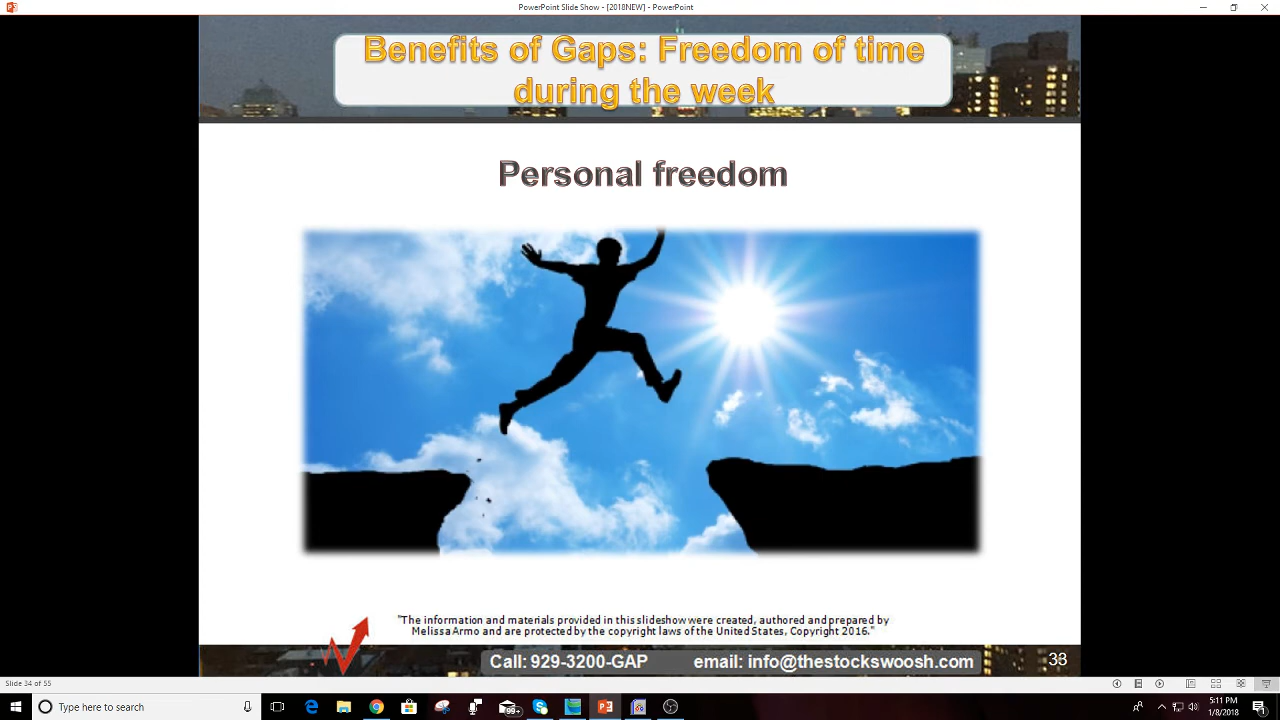 PowerPoint Slide Show - [2018NEW] - PowerPoint
Benefits of Gaps: Freedom of time
during the week
Personal freedom
"The information and materials provided in this slideshow were created, authored and prepared by
Melissa Armo and are protected by the copyright laws of the United States, Copyright 2016."
Call: 929-3200-GAP email: info@thestockswoosh.com
33
Slide 34 of 55
Type here to search
99+
5:11 PM
1/8/2018
1